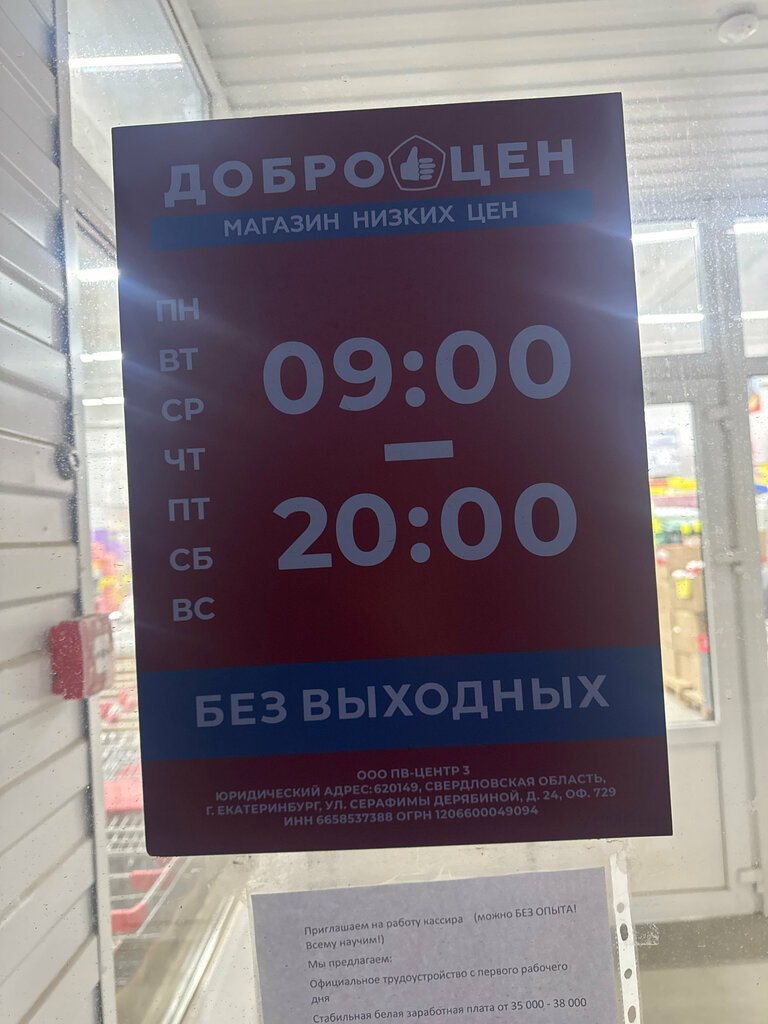 ДОБРОЦЕН
МАГАЗИН НИЗКИХ ЦЕН
ПН
ВТ
СР
ЧТ
ПТ
СБ
ВС
09:00
–
20:00
БЕЗ ВЫХОДНЫХ
ООО ПВ-ЦЕНТР 3
ЮРИДИЧЕСКИЙ АДРЕС: 620149, СВЕРДЛОВСКАЯ ОБЛАСТЬ,
Г. ЕКАТЕРИНБУРГ, УЛ. СЕРАФИМЫ ДЕРЯБИНОЙ, Д. 24, ОФ. 729
ИНН 6658537388 ОГРН 1206600049094
Приглашаем на работу кассира (можно БЕЗ ОПЫТА!
Всему научим!)
Мы предлагаем:
Официальное трудоустройство с первого рабочего
дня
Стабильная белая заработная плата от 35 000 - 38 000